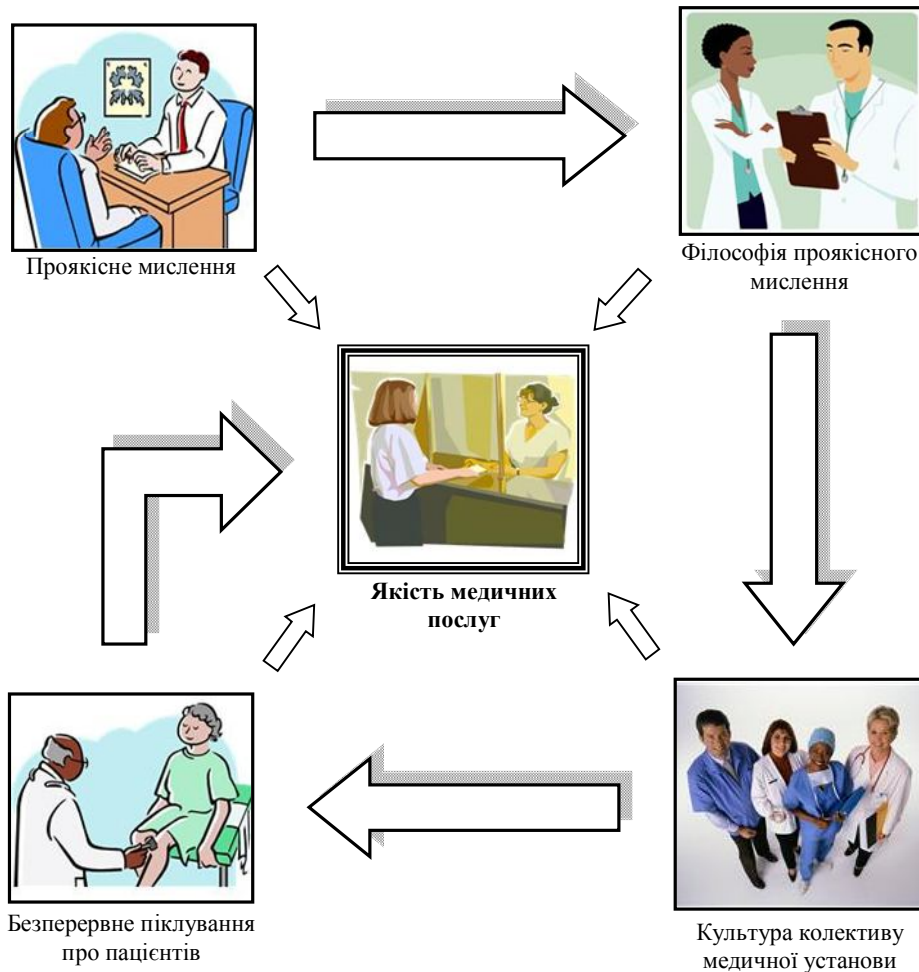 Проякісне мислення
Філософія проякісного
мислення
Якість медичних
послуг
Безперервне піклування
про пацієнтів
Культура колективу
медичної установи